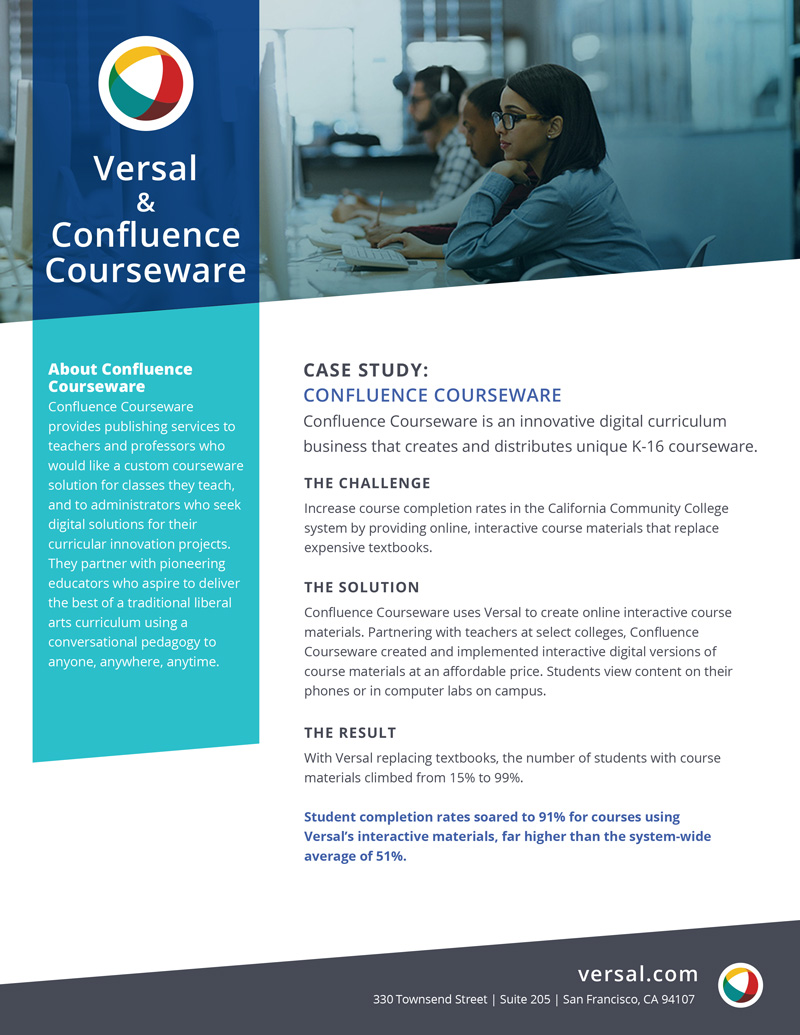 Versal
&
Confluence
Courseware
About Confluence
Courseware
Confluence Courseware
provides publishing services to
teachers and professors who
would like a custom courseware
solution for classes they teach,
and to administrators who seek
digital solutions for their
curricular innovation projects.
They partner with pioneering
educators who aspire to deliver
the best of a traditional liberal
arts curriculum using a
conversational pedagogy to
anyone, anywhere, anytime.
CASE STUDY:
CONFLUENCE COURSEWARE
Confluence Courseware is an innovative digital curriculum
business that creates and distributes unique K-16 courseware.
THE CHALLENGE
Increase course completion rates in the California Community College
system by providing online, interactive course materials that replace
expensive textbooks.
THE SOLUTION
Confluence Courseware uses Versal to create online interactive course
materials. Partnering with teachers at select colleges, Confluence
Courseware created and implemented interactive digital versions of
course materials at an affordable price. Students view content on their
phones or in computer labs on campus.
THE RESULT
With Versal replacing textbooks, the number of students with course
materials climbed from 15% to 99%.
Student completion rates soared to 91% for courses using
Versal’s interactive materials, far higher than the system-wide
average of 51%.
versal.com
330 Townsend Street | Suite 205 | San Francisco, CA 94107